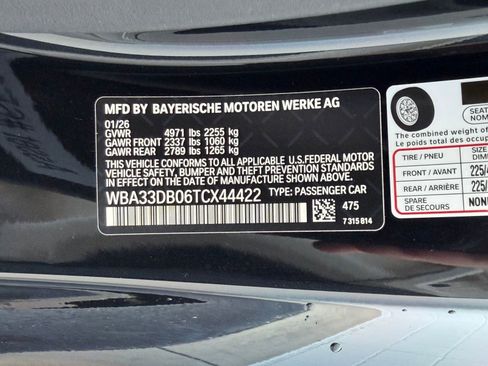 MFD BY BAYERISCHE MOTOREN WERKE AG
01/26
GVWR 4971 lbs 2255 kg
GAWR FRONT 2337 lbs 1060 kg
GAWR REAR 2789 lbs 1265 kg
THIS VEHICLE CONFORMS TO ALL APPLICABLE U.S.FEDERAL MOTOR
VEHICLE SAFETY, BUMPER AND THEFT PREVENTION STANDARDS
IN EFFECT ON THE DATE OF MANUFACTURE SHOWN ABOVE.
WBA33DB06TCX44422 TYPE: PASSENGER CAR
475
7 315 814
SEAT
NOM
The combined weight of
Le poids total des
TIRE / PNEU
FRONT / AVANT 225/
REAR / ARRIÈRE 225/
SPARE
DE SECOURS NON